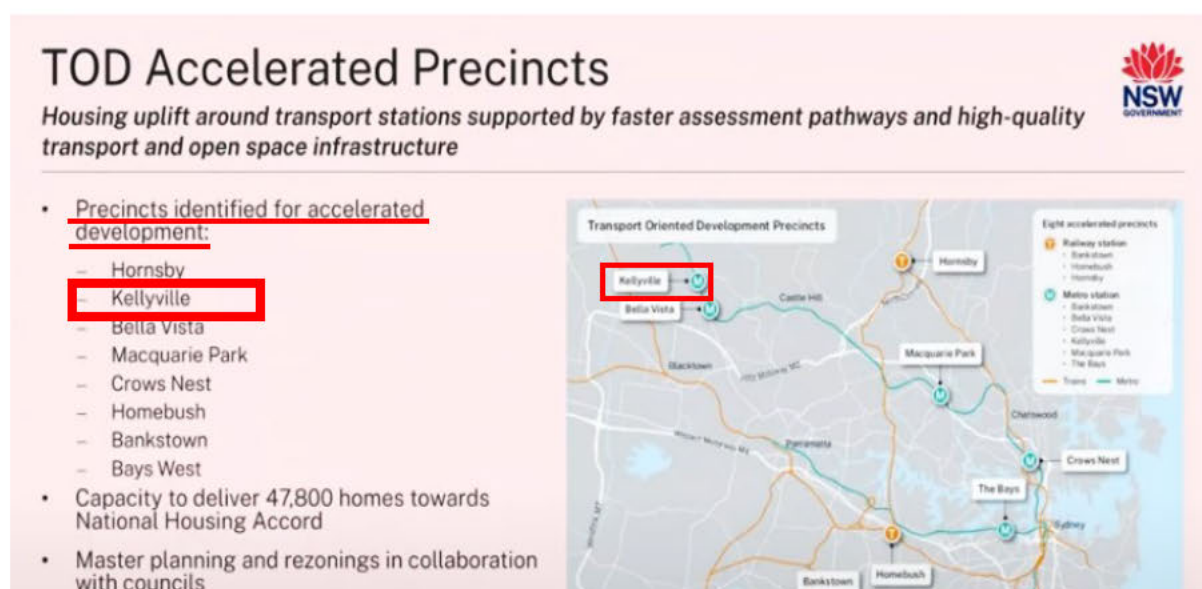 TOD Accelerated Precincts
NSW
GOVERNMENT
Housing uplift around transport stations supported by faster assessment pathways and high-quality
transport and open space infrastructure
• Precincts identified for accelerated
development:
– Hornsby
– Kellyville
– Bella Vista
– Macquarie Park
– Crows Nest
– Homebush
– Bankstown
– Bays West
• Capacity to deliver 47,800 homes towards
National Housing Accord
• Master planning and rezonings in collaboration
with councils
Transport Oriented Development Precincts
Eight accelerated precincts
Railway station
• Bankstown
• Homebush
• Hornsby
Metro station
• Bankstown
• Bella Vista
• Crows Nest
• Kellyville
• Macquarie Park
• The Bays
Trains
Metro
T
Hornsby
Kellyville
M
Bella Vista
M
Castle Hill
Blacktown
Macquarie Park
M
Chatswood
Parramatta
M
Crows Nest
The Bays
M
Sydney
T
Homebush
Bankstown